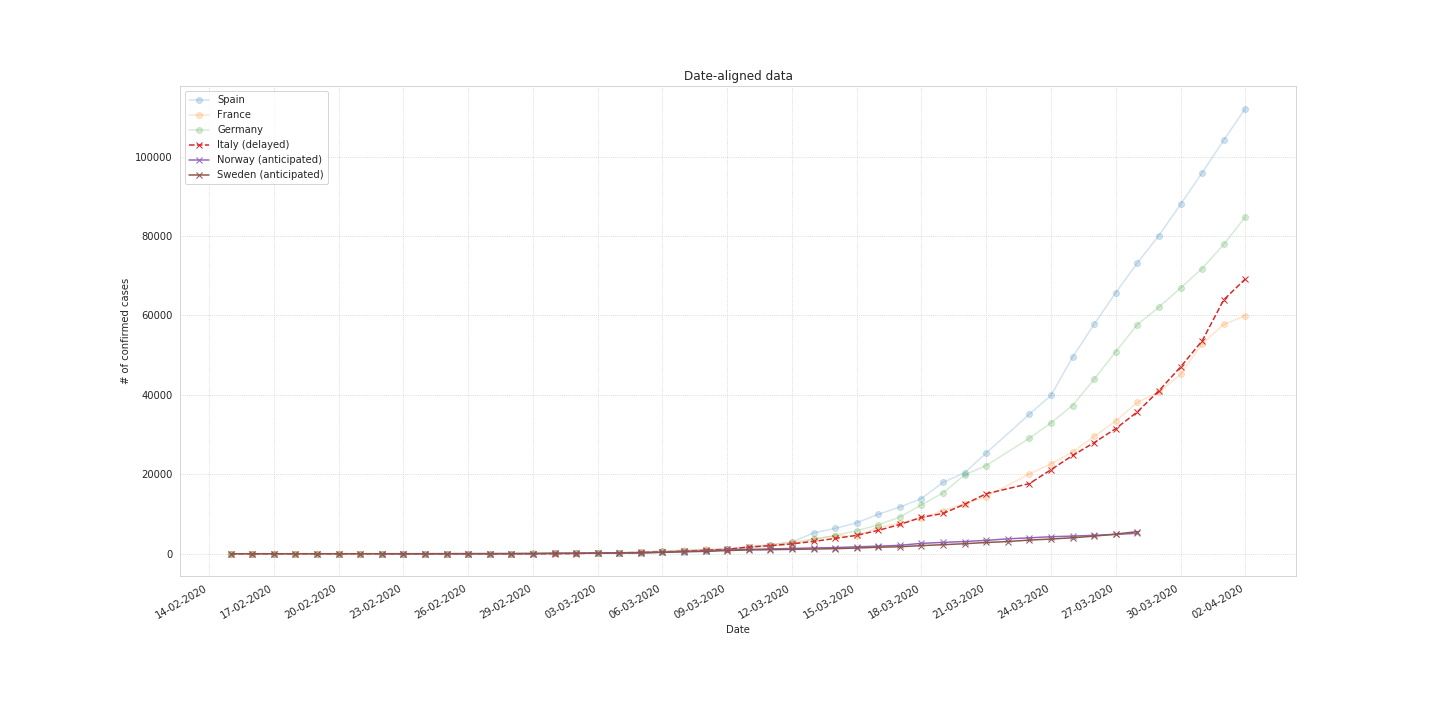 Date-aligned data
Spain
France
Germany
Italy (delayed)
Norway (anticipated)
Sweden (anticipated)
# of confirmed cases
100000
80000
60000
40000
20000
0
14-02-2020
17-02-2020
20-02-2020
23-02-2020
26-02-2020
29-02-2020
03-03-2020
06-03-2020
09-03-2020
12-03-2020
15-03-2020
18-03-2020
21-03-2020
24-03-2020
27-03-2020
30-03-2020
02-04-2020
Date